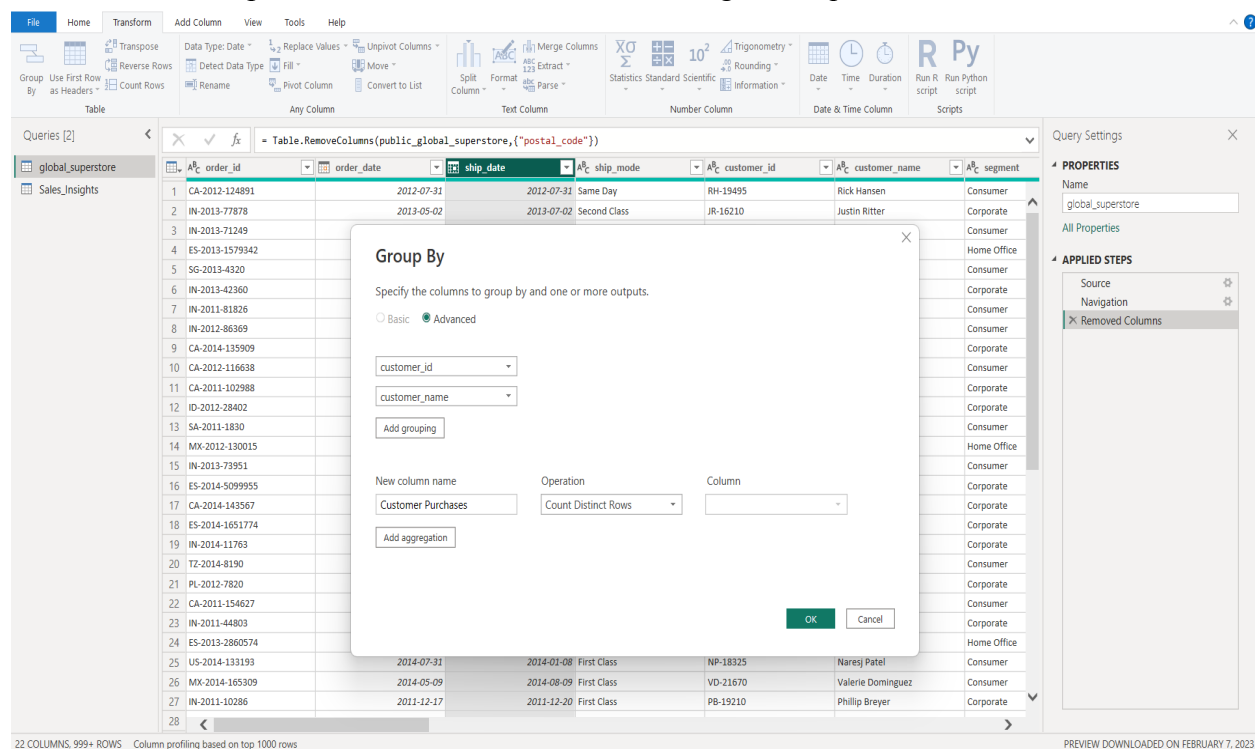 File Home Transform Add Column View Tools Help
Group By
Use First Row as Headers
Transpose
Reverse Rows
Count Rows
Table
Data Type: Date
Detect Data Type
Rename
Replace Values
Fill
Pivot Column
Unpivot Columns
Move
Convert to List
Any Column
Split Column
Format
Merge Columns
Extract
Parse
Text Column
Statistics
Standard
Scientific
Trigonometry
Rounding
Information
Number Column
Date
Time
Duration
Date & Time Column
Run R script
Run Python script
Scripts
Queries [2]
global_superstore
Sales_Insights
= Table.RemoveColumns(public_global_superstore,{"postal_code"})
order_id order_date ship_date ship_mode customer_id customer_name segment
1 CA-2012-124891 2012-07-31 2012-07-31 Same Day RH-19495 Rick Hansen Consumer
2 IN-2013-77878 2013-05-02 2013-07-02 Second Class JR-16210 Justin Ritter Corporate
3 IN-2013-71249 Consumer
4 ES-2013-1579342 Home Office
5 SG-2013-4320 Consumer
6 IN-2013-42360 Corporate
7 IN-2011-81826 Consumer
8 IN-2012-86369 Consumer
9 CA-2014-135909 Corporate
10 CA-2012-116638 Consumer
11 CA-2011-102988 Corporate
12 ID-2012-28402 Corporate
13 SA-2011-1830 Consumer
14 MX-2012-130015 Home Office
15 IN-2013-73951 Consumer
16 ES-2014-5099955 Corporate
17 CA-2014-143567 Corporate
18 ES-2014-1651774 Corporate
19 IN-2014-11763 Corporate
20 TZ-2014-8190 Consumer
21 PL-2012-7820 Corporate
22 CA-2011-154627 Consumer
23 IN-2011-44803 Corporate
24 ES-2013-2860574 Home Office
25 US-2014-133193 2014-07-31 2014-01-08 First Class NP-18325 Naresj Patel Consumer
26 MX-2014-165309 2014-05-09 2014-08-09 First Class VD-21670 Valerie Dominguez Consumer
27 IN-2011-10286 2011-12-17 2011-12-20 First Class PB-19210 Phillip Breyer Corporate
28
Group By
Specify the columns to group by and one or more outputs.
Basic Advanced
customer_id
customer_name
Add grouping
New column name Operation Column
Customer Purchases Count Distinct Rows
Add aggregation
OK Cancel
Query Settings
PROPERTIES
Name
global_superstore
All Properties
APPLIED STEPS
Source
Navigation
Removed Columns
22 COLUMNS, 999+ ROWS Column profiling based on top 1000 rows
PREVIEW DOWNLOADED ON FEBRUARY 7, 2023